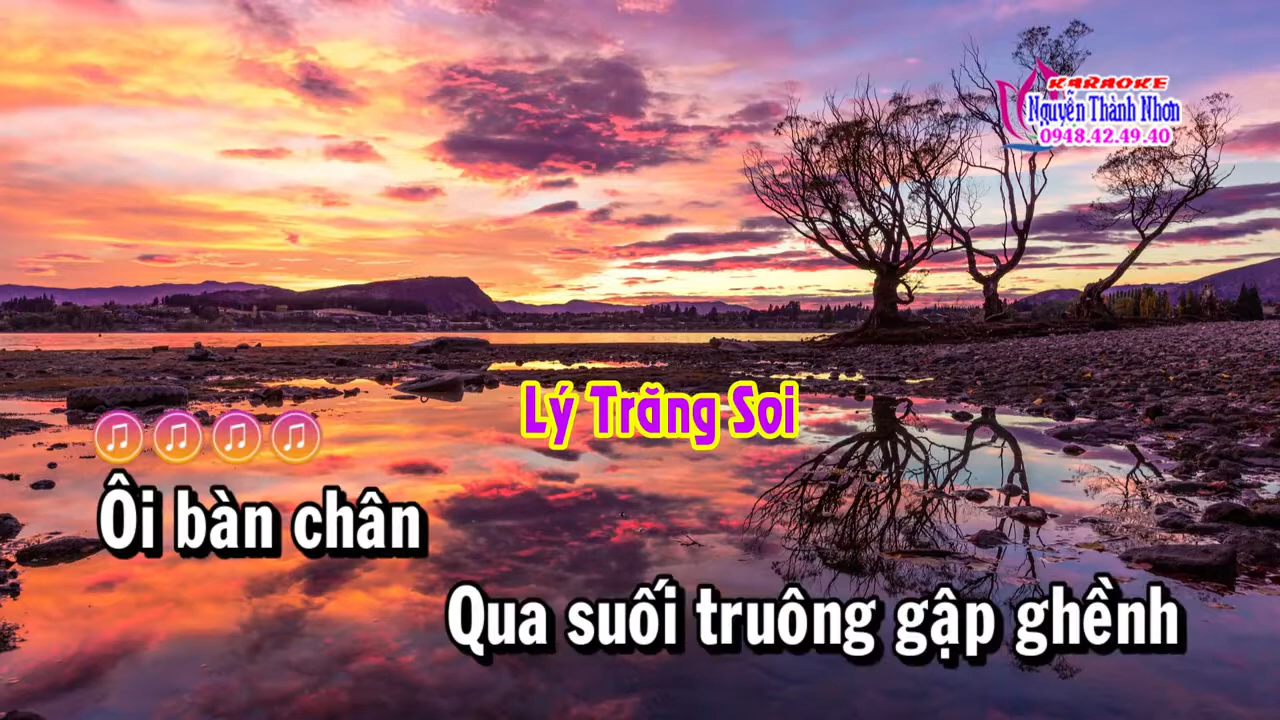 KARAOKE
Nguyễn Thành Nhơn
0948.42.49.40
Lý Trăng Soi
Ôi bàn chân
Qua suối truông gập ghềnh